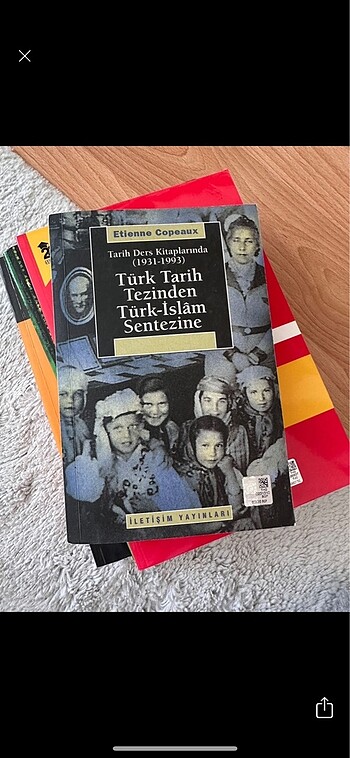 Etienne Copeaux
Tarih Ders Kitaplarında
(1931-1993)
Türk Tarih
Tezinden
Türk-İslâm
Sentezine
İLETİŞİM YAYINLARI